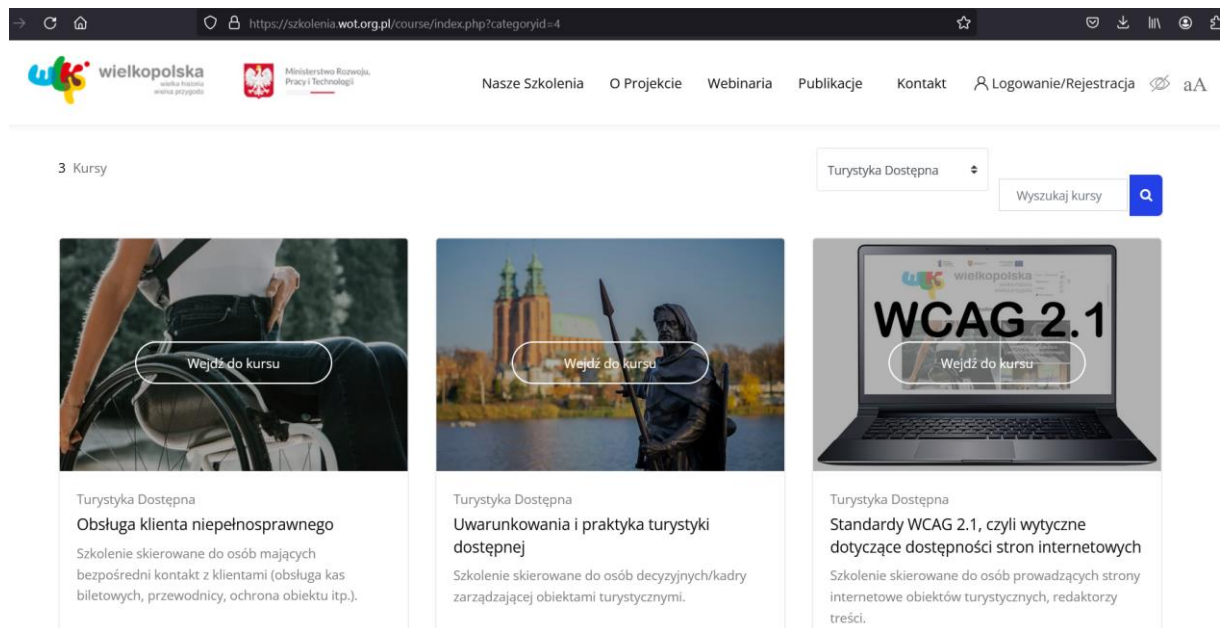 https://szkolenia.wot.org.pl/course/index.php?categoryid=4
wielkopolska
wielka historia
wielna przygoda
Ministerstwo Rozwoju,
Pracy i Technologii
Nasze Szkolenia O Projekcie Webinaria Publikacje Kontakt Logowanie/Rejestracja aA
3 Kursy
Turystyka Dostępna
Wyszukaj kursy
Wejdź do kursu
Wejdź do kursu
wielkopolska
WCAG 2.1
Wejdź do kursu
Turystyka Dostępna
Obsługa klienta niepełnosprawnego
Szkolenie skierowane do osób mających
bezpośredni kontakt z klientami (obsługa kas
biletowych, przewodnicy, ochrona obiektu itp.).
Turystyka Dostępna
Uwarunkowania i praktyka turystyki
dostępnej
Szkolenie skierowane do osób decyzyjnych/kadry
zarządzającej obiektami turystycznymi.
Turystyka Dostępna
Standardy WCAG 2.1, czyli wytyczne
dotyczące dostępności stron internetowych
Szkolenie skierowane do osób prowadzących strony
internetowe obiektów turystycznych, redaktorzy
treści.